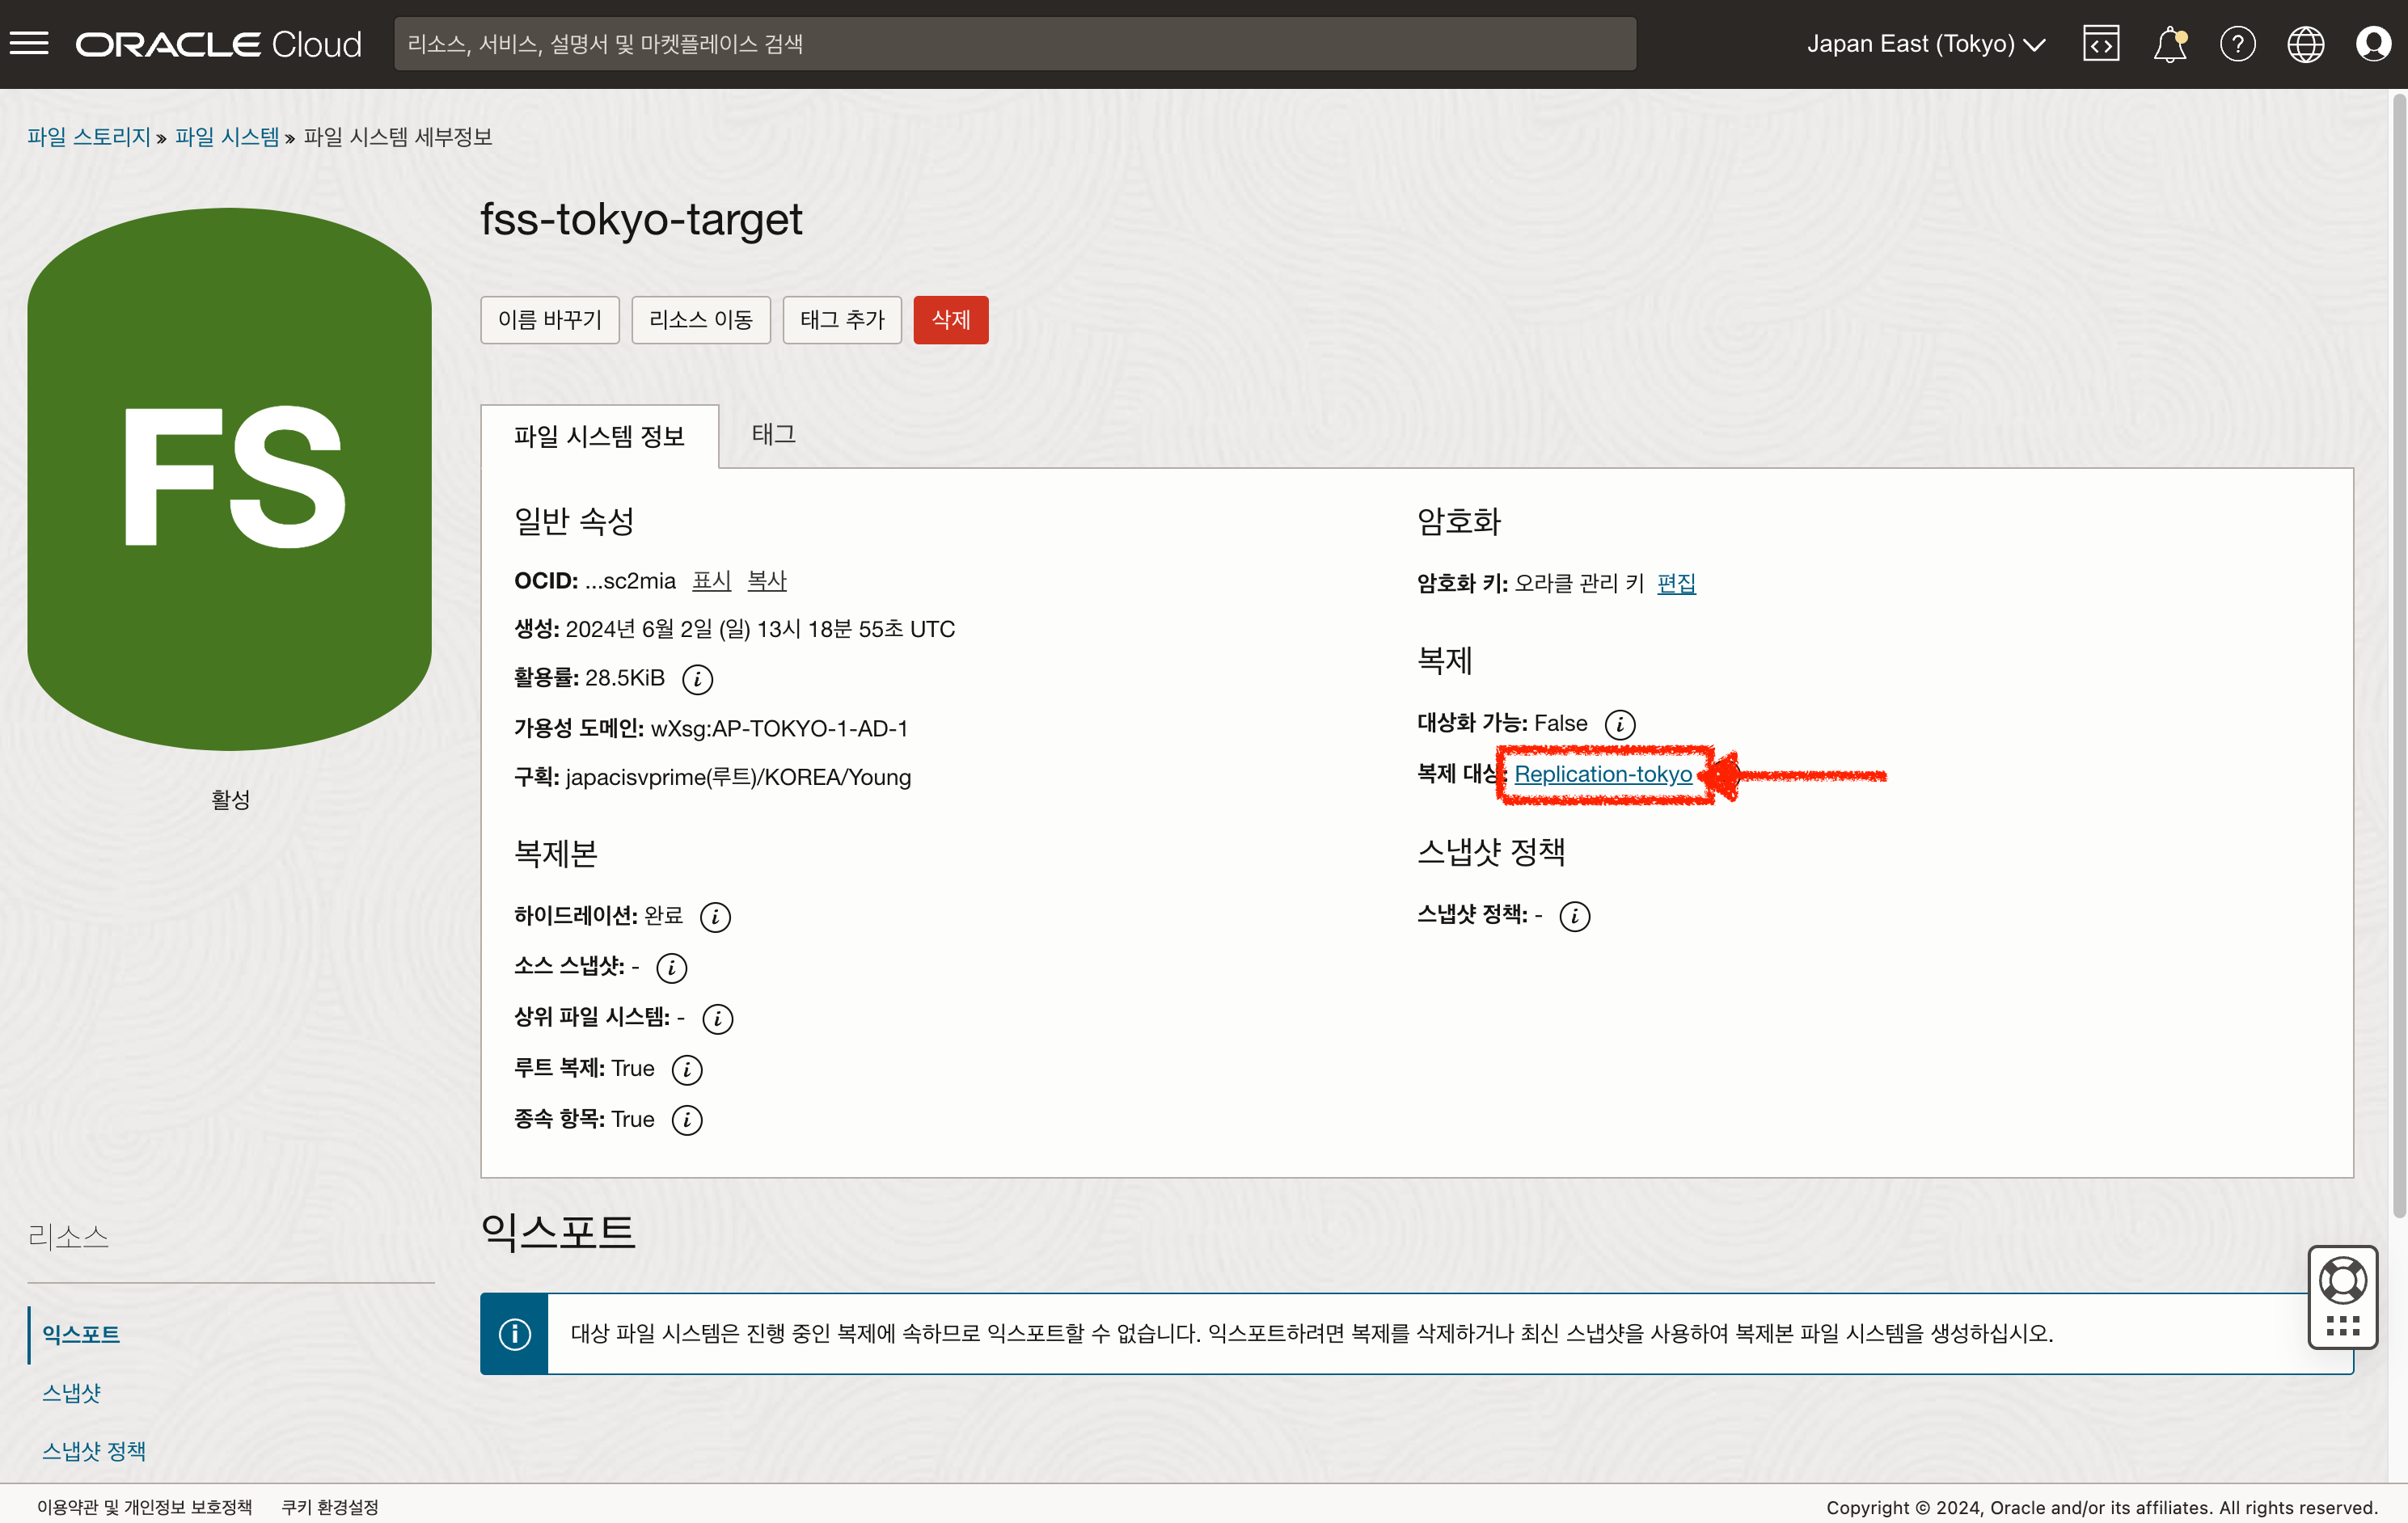 ORACLE Cloud
리소스, 서비스, 설명서 및 마켓플레이스 검색
Japan East (Tokyo)
파일 스토리지 » 파일 시스템 » 파일 시스템 세부정보
FS
활성
fss-tokyo-target
이름 바꾸기 리소스 이동 태그 추가 삭제
파일 시스템 정보 태그
일반 속성
OCID: ...sc2mia 표시 복사
생성: 2024년 6월 2일 (일) 13시 18분 55초 UTC
활용률: 28.5KiB
가용성 도메인: wXsg:AP-TOKYO-1-AD-1
구획: japacisvprime(루트)/KOREA/Young
복제본
하이드레이션: 완료
소스 스냅샷: -
상위 파일 시스템: -
루트 복제: True
종속 항목: True
암호화
암호화 키: 오라클 관리 키 편집
복제
대상화 가능: False
복제 대상: Replication-tokyo
스냅샷 정책
스냅샷 정책: -
리소스
익스포트
스냅샷
스냅샷 정책
익스포트
대상 파일 시스템은 진행 중인 복제에 속하므로 익스포트할 수 없습니다. 익스포트하려면 복제를 삭제하거나 최신 스냅샷을 사용하여 복제본 파일 시스템을 생성하십시오.
이용약관 및 개인정보 보호정책 쿠키 환경설정
Copyright © 2024, Oracle and/or its affiliates. All rights reserved.